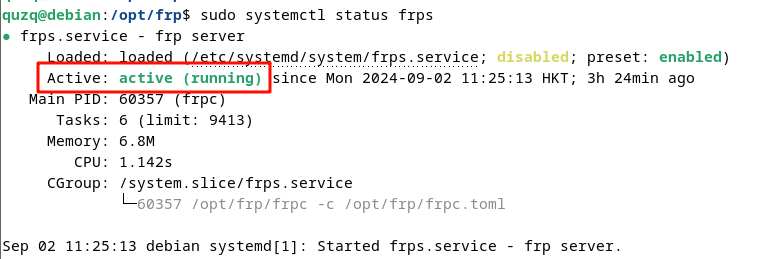 quzq@debian:/opt/frp$ sudo systemctl status frps
● frps.service - frp server
     Loaded: loaded (/etc/systemd/system/frps.service; disabled; preset: enabled)
     Active: active (running) since Mon 2024-09-02 11:25:13 HKT; 3h 24min ago
   Main PID: 60357 (frpc)
      Tasks: 6 (limit: 9413)
     Memory: 6.8M
        CPU: 1.142s
     CGroup: /system.slice/frps.service
             └─60357 /opt/frp/frpc -c /opt/frp/frpc.toml

Sep 02 11:25:13 debian systemd[1]: Started frps.service - frp server.